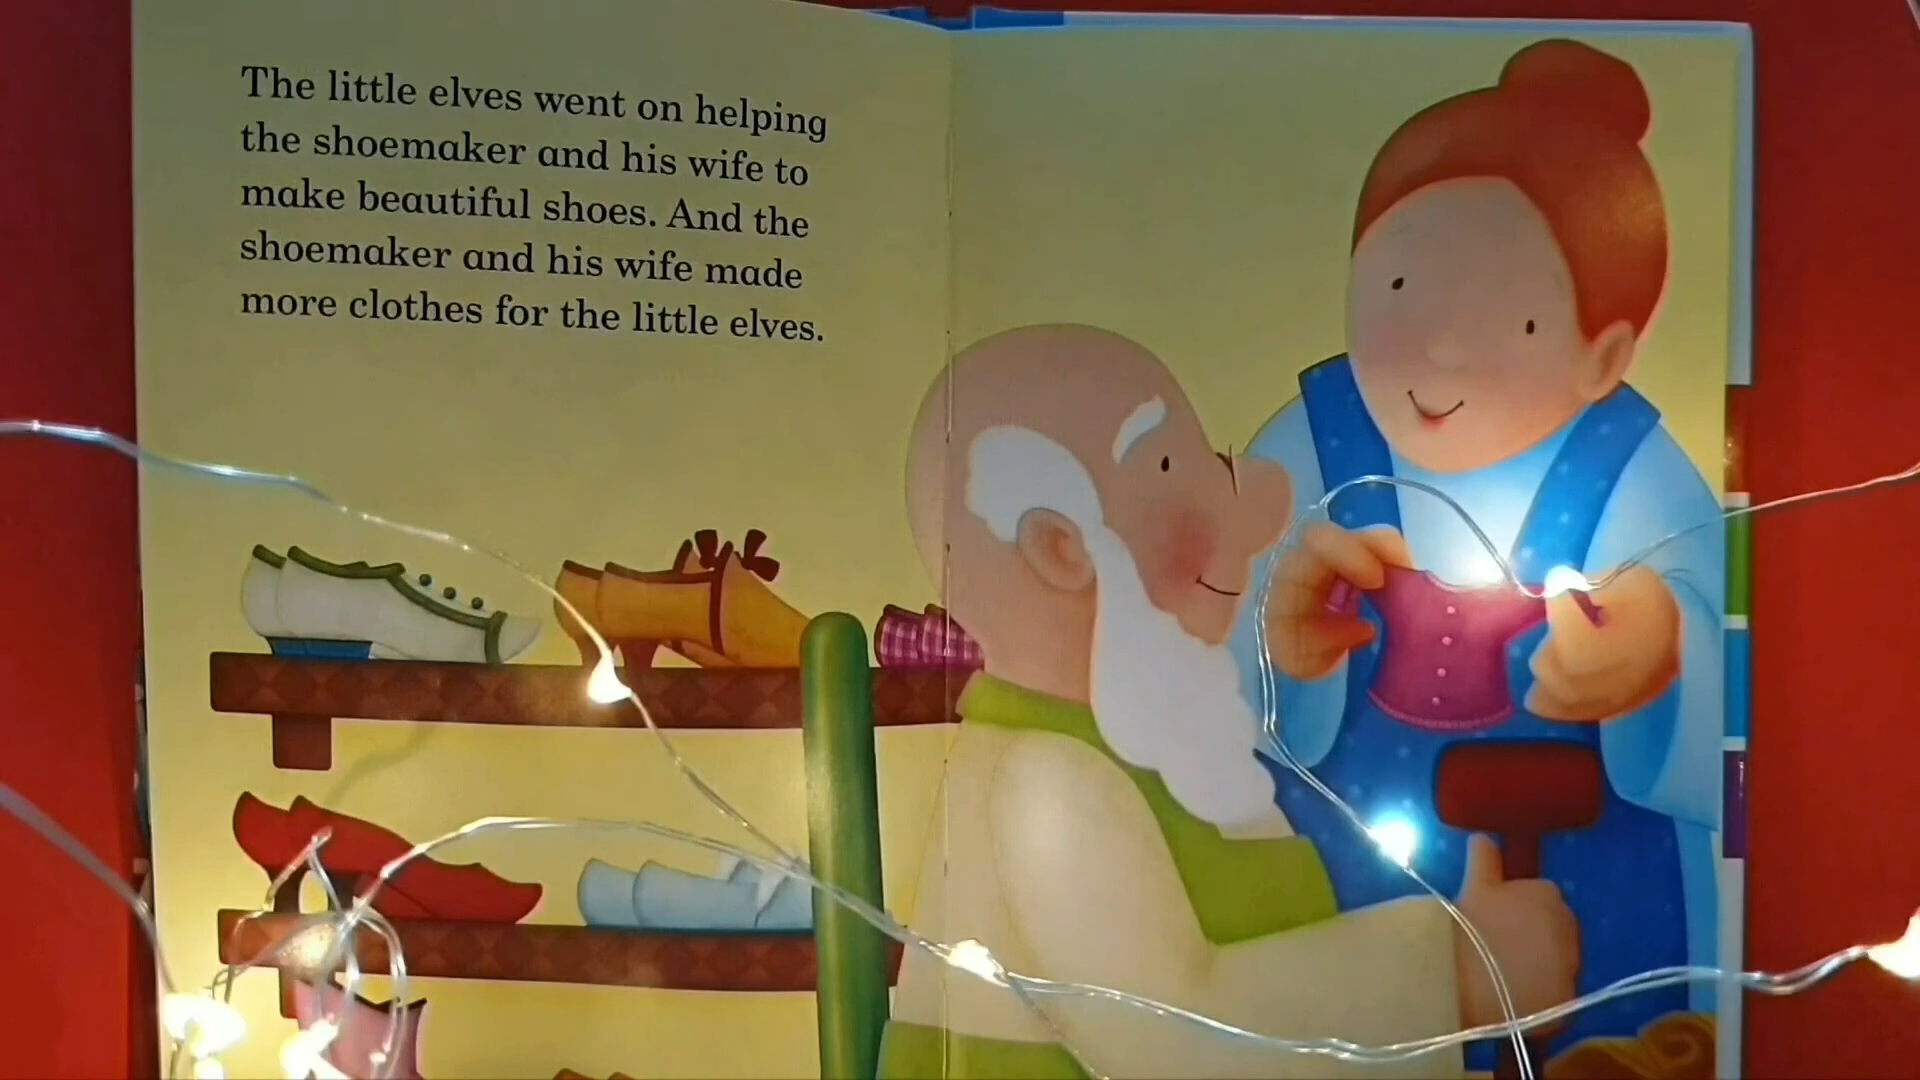 The little elves went on helping
the shoemaker and his wife to
make beautiful shoes. And the
shoemaker and his wife made
more clothes for the little elves.